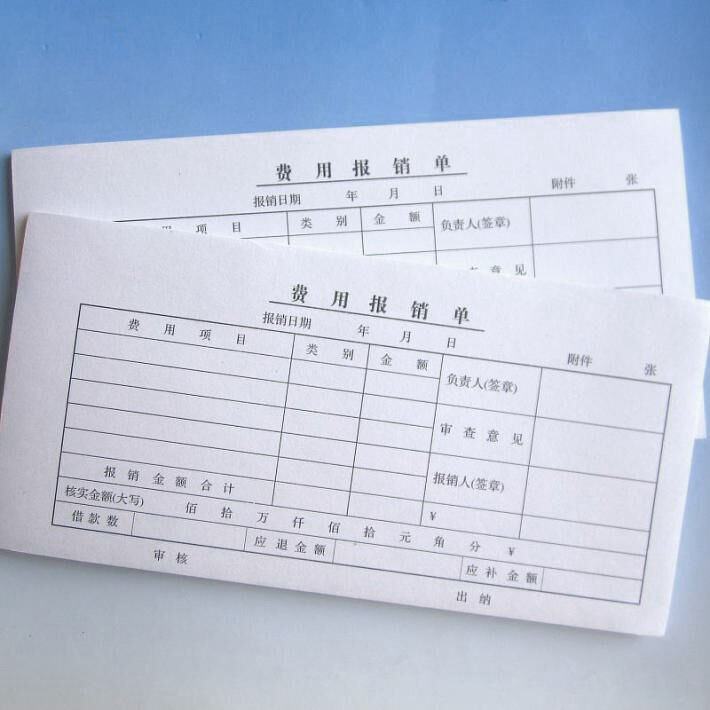 费用报销单
报销日期 年 月 日
附件 张
用项目 类别 金额 负责人(签章)
查意见
费用报销单
报销日期 年 月 日
附件 张
费用项目 类别 金额 负责人(签章)
审查意见
报销人(签章)
报销金额合计
¥
核实金额(大写) 佰拾万仟佰拾元角分 ¥
借款数 应退金额 应补金额
审核 出纳